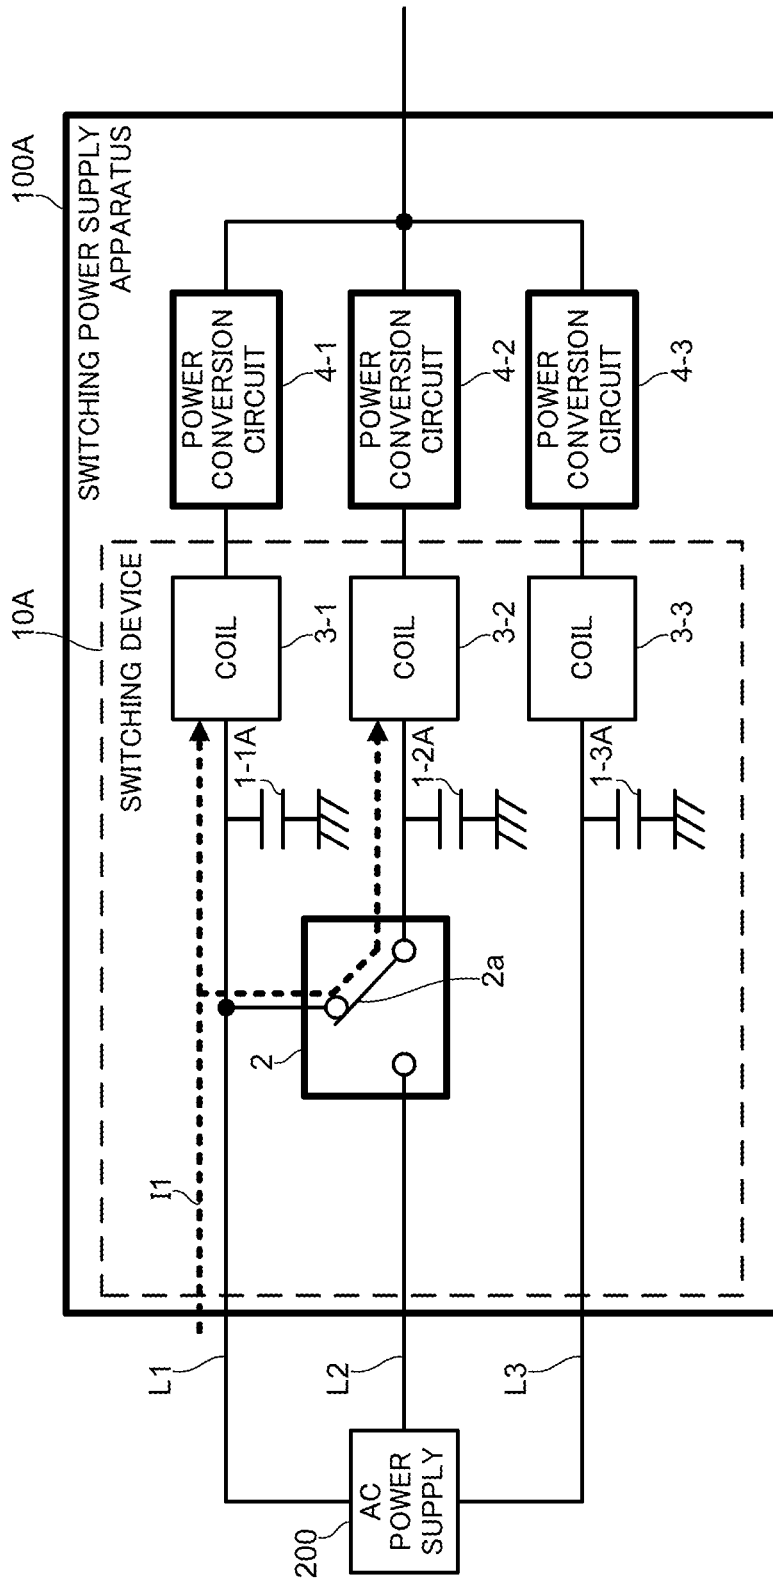 100A
SWITCHING POWER SUPPLY
APPARATUS
10A
SWITCHING DEVICE
I1
L1
L2
L3
200
AC
POWER
SUPPLY
2
2a
1-1A
1-2A
1-3A
COIL
3-1
COIL
3-2
COIL
3-3
POWER
CONVERSION
CIRCUIT
4-1
POWER
CONVERSION
CIRCUIT
4-2
POWER
CONVERSION
CIRCUIT
4-3